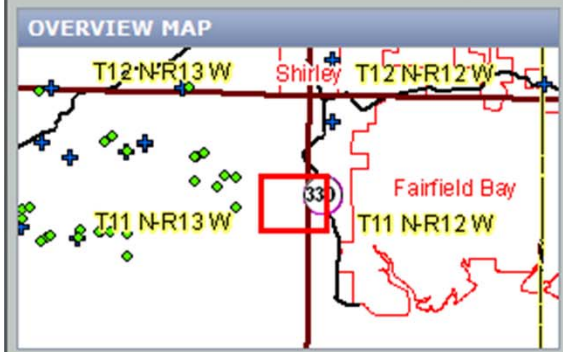 OVERVIEW MAP
T12 N-R13 W
Shirley
T12 N-R12 W
330
Fairfield Bay
T11 N-R13 W
T11 N-R12 W